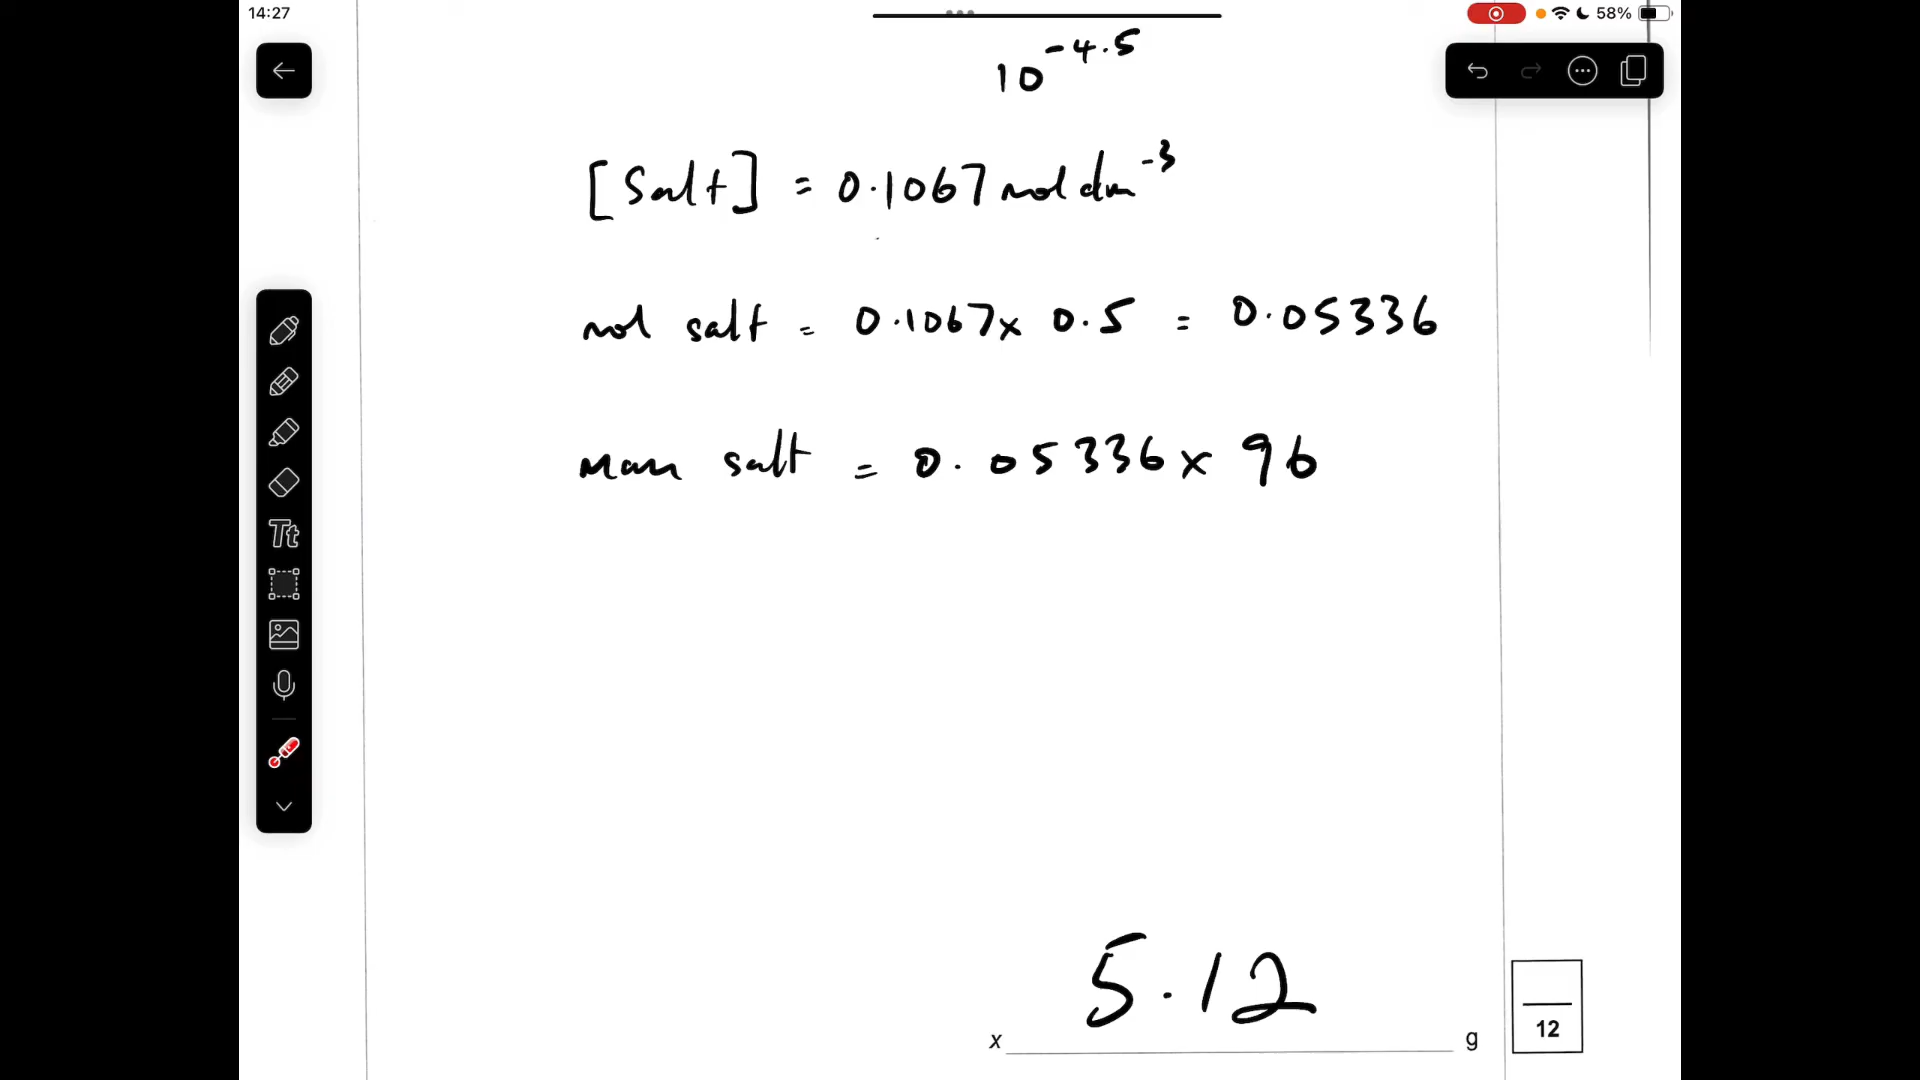 14:27
58%
10^-4.5
[Salt] = 0.1067 mol dm^-3
mol salt = 0.1067 x 0.5 = 0.05336
mass salt = 0.05336 x 96
Tt
5.12
x g
12